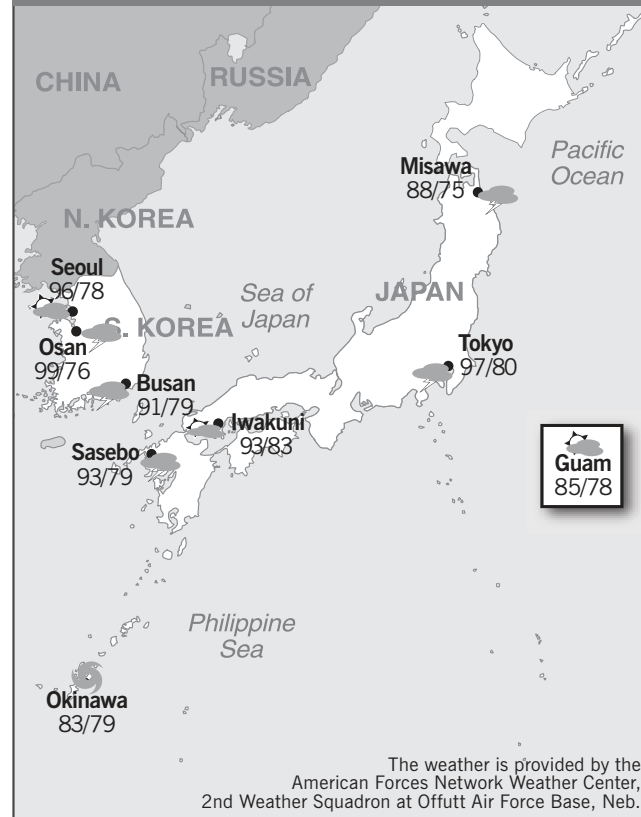 CHINA
RUSSIA
Pacific
Ocean
Misawa
88/75
N. KOREA
Seoul
96/78
Sea of
Japan
JAPAN
S. KOREA
Osan
99/76
Tokyo
97/80
Busan
91/79
Iwakuni
93/83
Sasebo
93/79
Guam
85/78
Philippine
Sea
Okinawa
83/79
The weather is provided by the
American Forces Network Weather Center,
2nd Weather Squadron at Offutt Air Force Base, Neb.